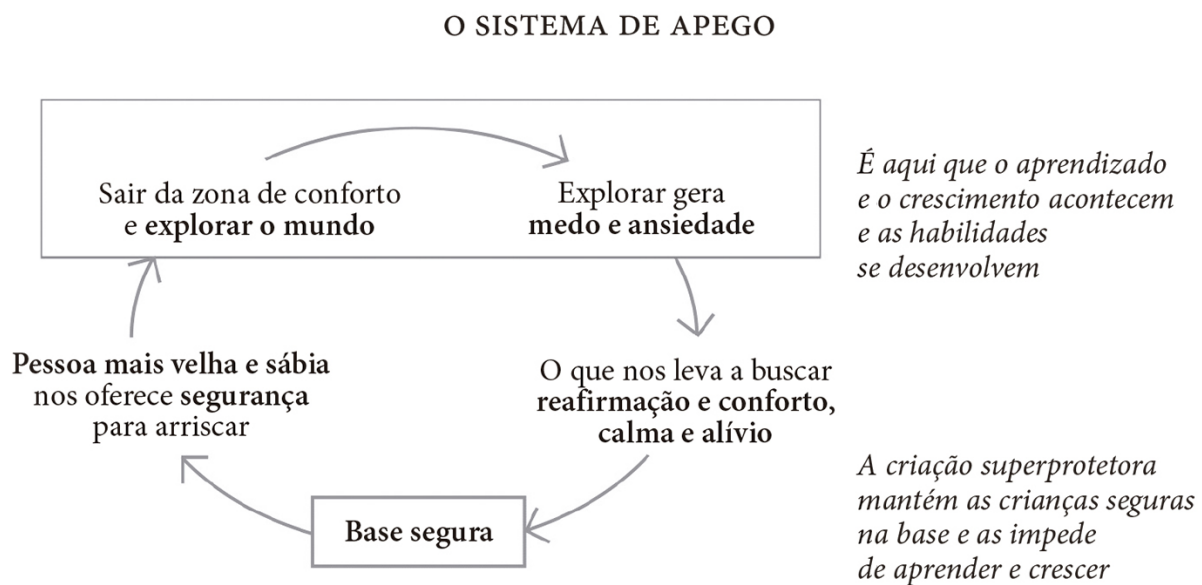 O SISTEMA DE APEGO
Sair da zona de conforto
e explorar o mundo
Explorar gera
medo e ansiedade
É aqui que o aprendizado
e o crescimento acontecem
e as habilidades
se desenvolvem
Pessoa mais velha e sábia
nos oferece segurança
para arriscar
O que nos leva a buscar
reafirmação e conforto,
calma e alívio
Base segura
A criação superprotetora
mantém as crianças seguras
na base e as impede
de aprender e crescer